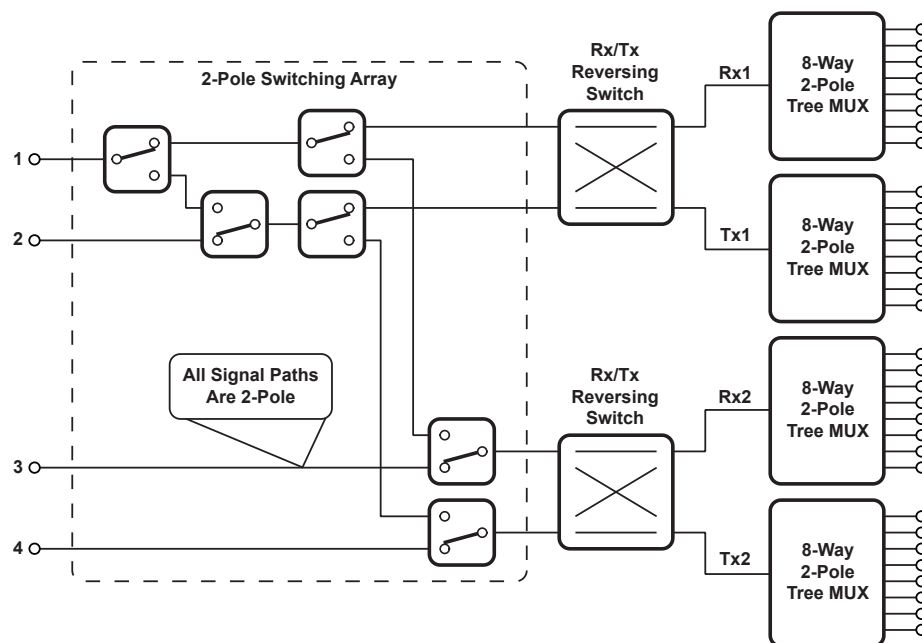 2-Pole Switching Array
1
2
3
4
All Signal Paths
Are 2-Pole
Rx/Tx
Reversing
Switch
Rx1
Tx1
8-Way
2-Pole
Tree MUX
8-Way
2-Pole
Tree MUX
Rx/Tx
Reversing
Switch
Rx2
Tx2
8-Way
2-Pole
Tree MUX
8-Way
2-Pole
Tree MUX